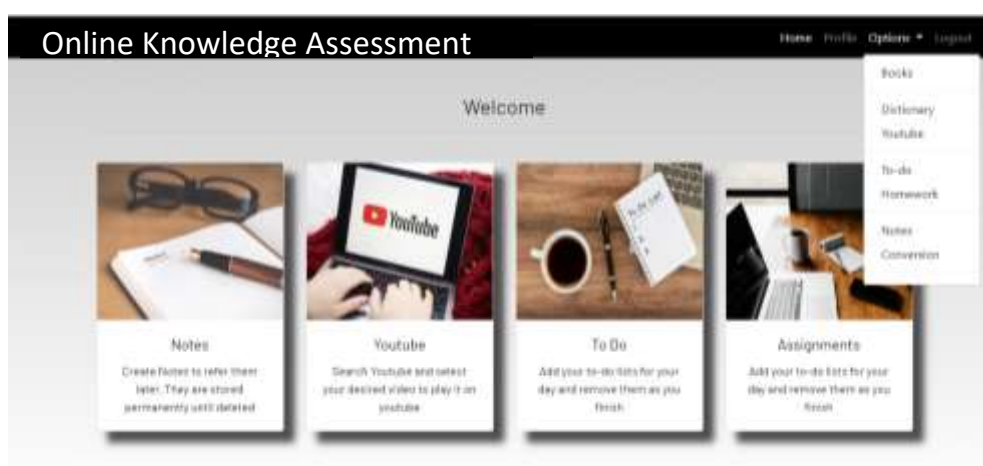 Online Knowledge Assessment
Home Profile Options Logout
Books
Dictionary
Youtube
To-do
Homework
Notes
Conversion
Welcome
YouTube
To Do List
Notes
Create Notes to refer them
later. They are stored
permanently until deleted
Youtube
Search Youtube and select
your desired video to play it on
youtube
To Do
Add your to-do lists for your
day and remove them as you
finish
Assignments
Add your to-do lists for your
day and remove them as you
finish